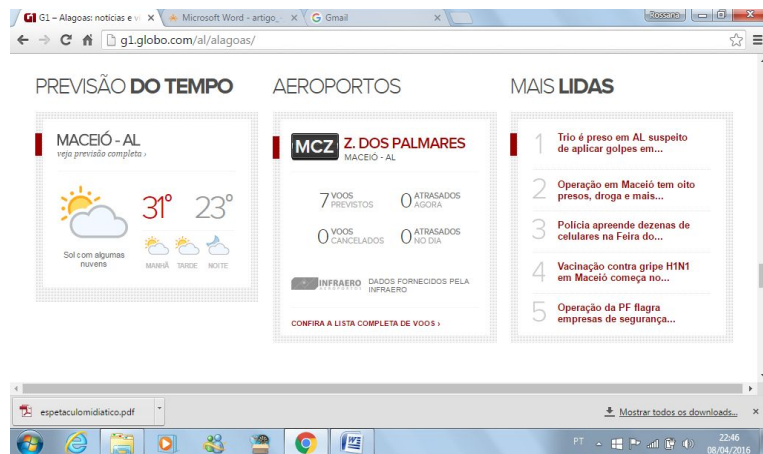 G1 – Alagoas: notícias e v
Microsoft Word - artigo_
Gmail
Rossana
g1.globo.com/al/alagoas/
PREVISÃO DO TEMPO
MACEIÓ - AL
veja previsão completa ›
31° 23°
Sol com algumas
nuvens
MANHÃ TARDE NOITE
AEROPORTOS
MCZ Z. DOS PALMARES
MACEIÓ - AL
7 VOOS PREVISTOS 0 ATRASADOS AGORA
0 VOOS CANCELADOS 0 ATRASADOS NO DIA
INFRAERO DADOS FORNECIDOS PELA
INFRAERO
CONFIRA A LISTA COMPLETA DE VOOS ›
MAIS LIDAS
1 Trio é preso em AL suspeito
de aplicar golpes em...
2 Operação em Maceió tem oito
presos, droga e mais...
3 Polícia apreende dezenas de
celulares na Feira do...
4 Vacinação contra gripe H1N1
em Maceió começa no...
5 Operação da PF flagra
empresas de segurança...
espetaculomidiatico.pdf
Mostrar todos os downloads...
PT
22:46
08/04/2016